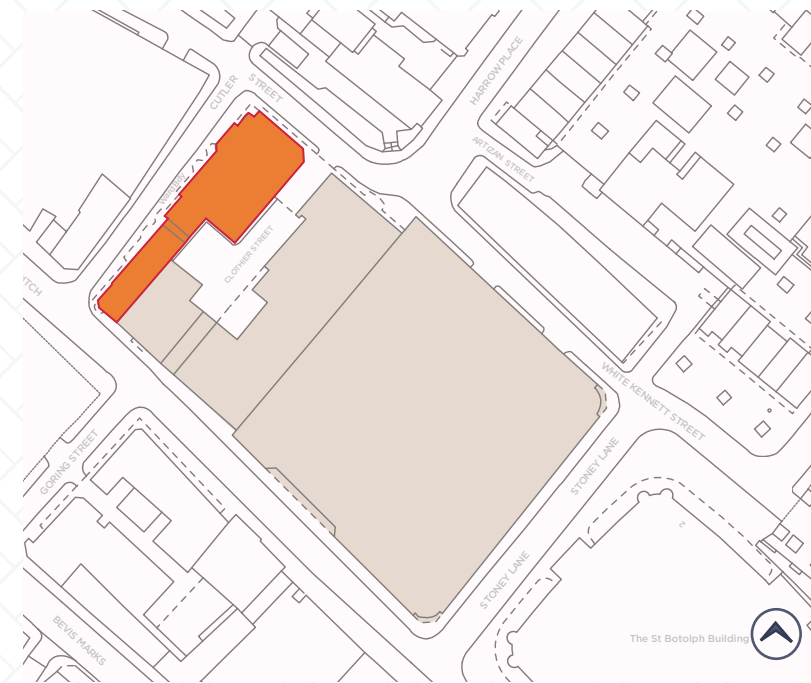 CUTLER
STREET
HARROW PLACE
ARTIZAN STREET
CLOTHIER STREET
WHITE KENNETT STREET
GORING STREET
STONEY LANE
STONEY LANE
BEVIS MARKS
The St Botolph Building